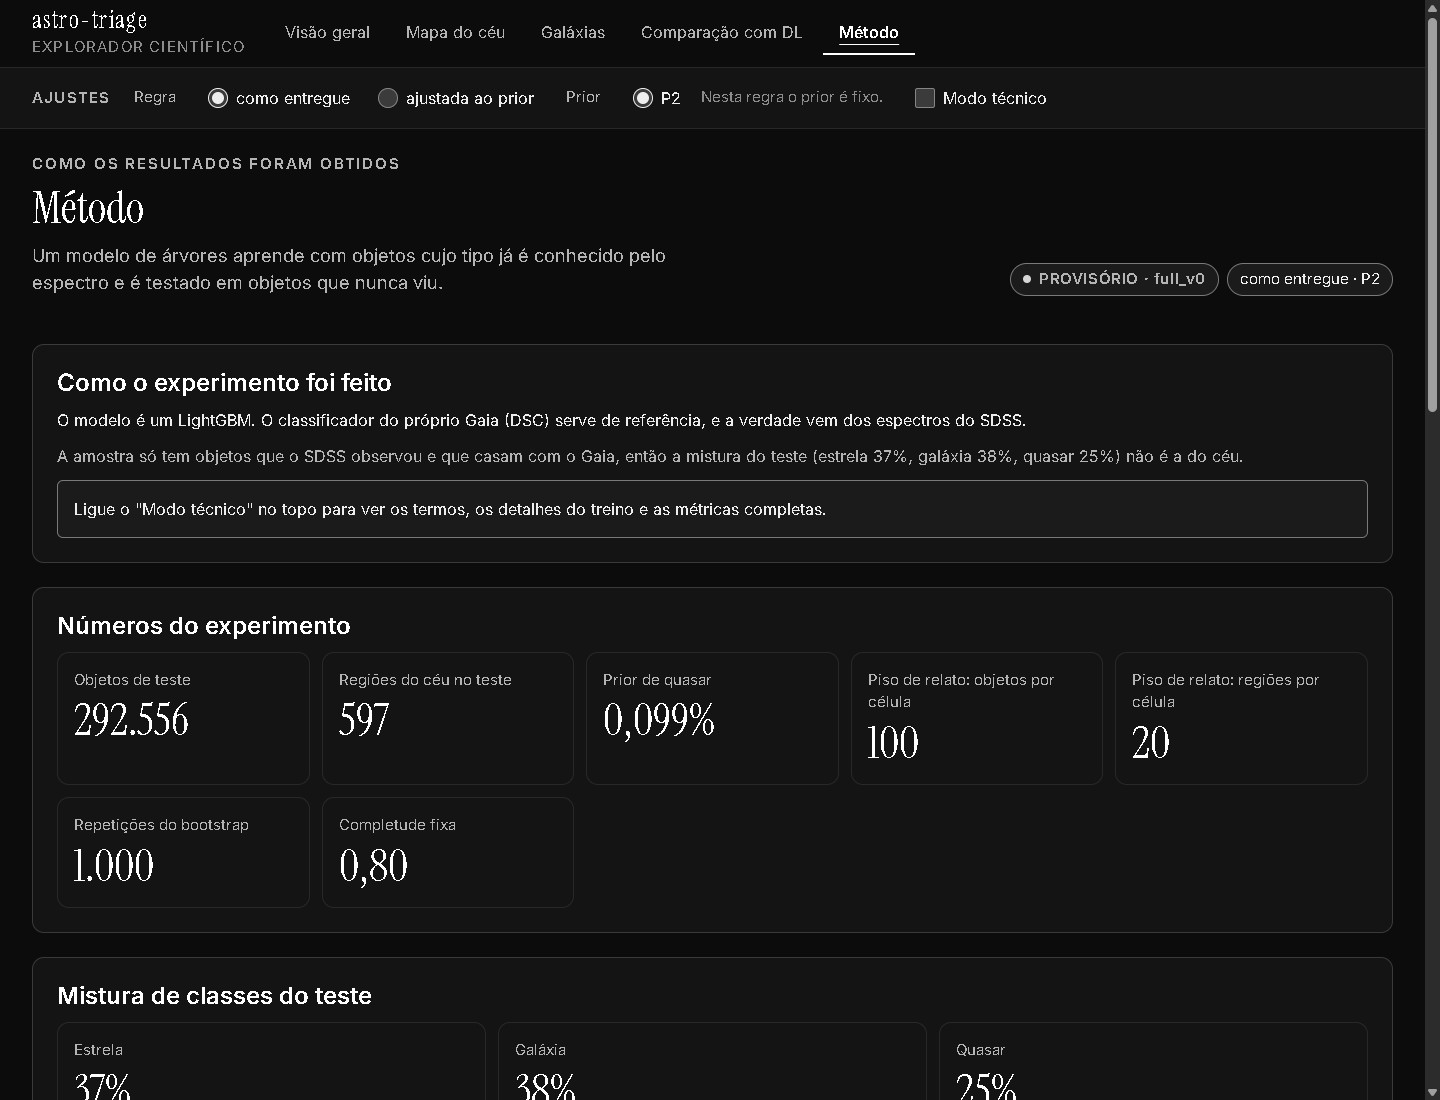 astro-triage
EXPLORADOR CIENTÍFICO
Visão geral
Mapa do céu
Galáxias
Comparação com DL
Método
AJUSTES
Regra
como entregue
ajustada ao prior
Prior
P2
Nesta regra o prior é fixo.
Modo técnico
COMO OS RESULTADOS FORAM OBTIDOS
Método
Um modelo de árvores aprende com objetos cujo tipo já é conhecido pelo
espectro e é testado em objetos que nunca viu.
PROVISÓRIO · full_v0
como entregue · P2
Como o experimento foi feito
O modelo é um LightGBM. O classificador do próprio Gaia (DSC) serve de referência, e a verdade vem dos espectros do SDSS.
A amostra só tem objetos que o SDSS observou e que casam com o Gaia, então a mistura do teste (estrela 37%, galáxia 38%, quasar 25%) não é a do céu.
Ligue o "Modo técnico" no topo para ver os termos, os detalhes do treino e as métricas completas.
Números do experimento
Objetos de teste
292.556
Regiões do céu no teste
597
Prior de quasar
0,099%
Piso de relato: objetos por
célula
100
Piso de relato: regiões por
célula
20
Repetições do bootstrap
1.000
Completude fixa
0,80
Mistura de classes do teste
Estrela
37%
Galáxia
38%
Quasar
25%